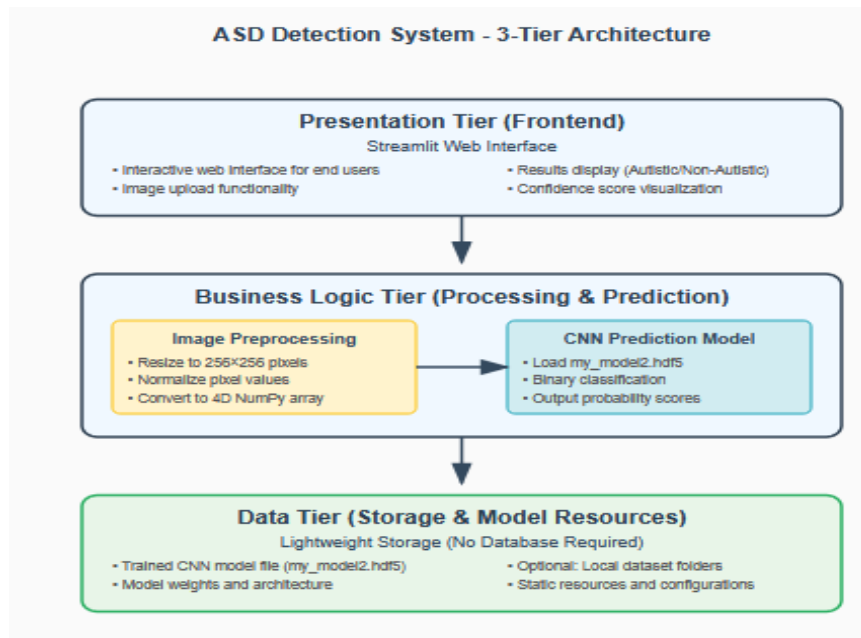 ASD Detection System - 3-Tier Architecture
Presentation Tier (Frontend)
Streamlit Web Interface
• Interactive web interface for end users
• Image upload functionality
• Results display (Autistic/Non-Autistic)
• Confidence score visualization
Business Logic Tier (Processing & Prediction)
Image Preprocessing
• Resize to 256×256 pixels
• Normalize pixel values
• Convert to 4D NumPy array
CNN Prediction Model
• Load my_model2.hdf5
• Binary classification
• Output probability scores
Data Tier (Storage & Model Resources)
Lightweight Storage (No Database Required)
• Trained CNN model file (my_model2.hdf5)
• Model weights and architecture
• Optional: Local dataset folders
• Static resources and configurations